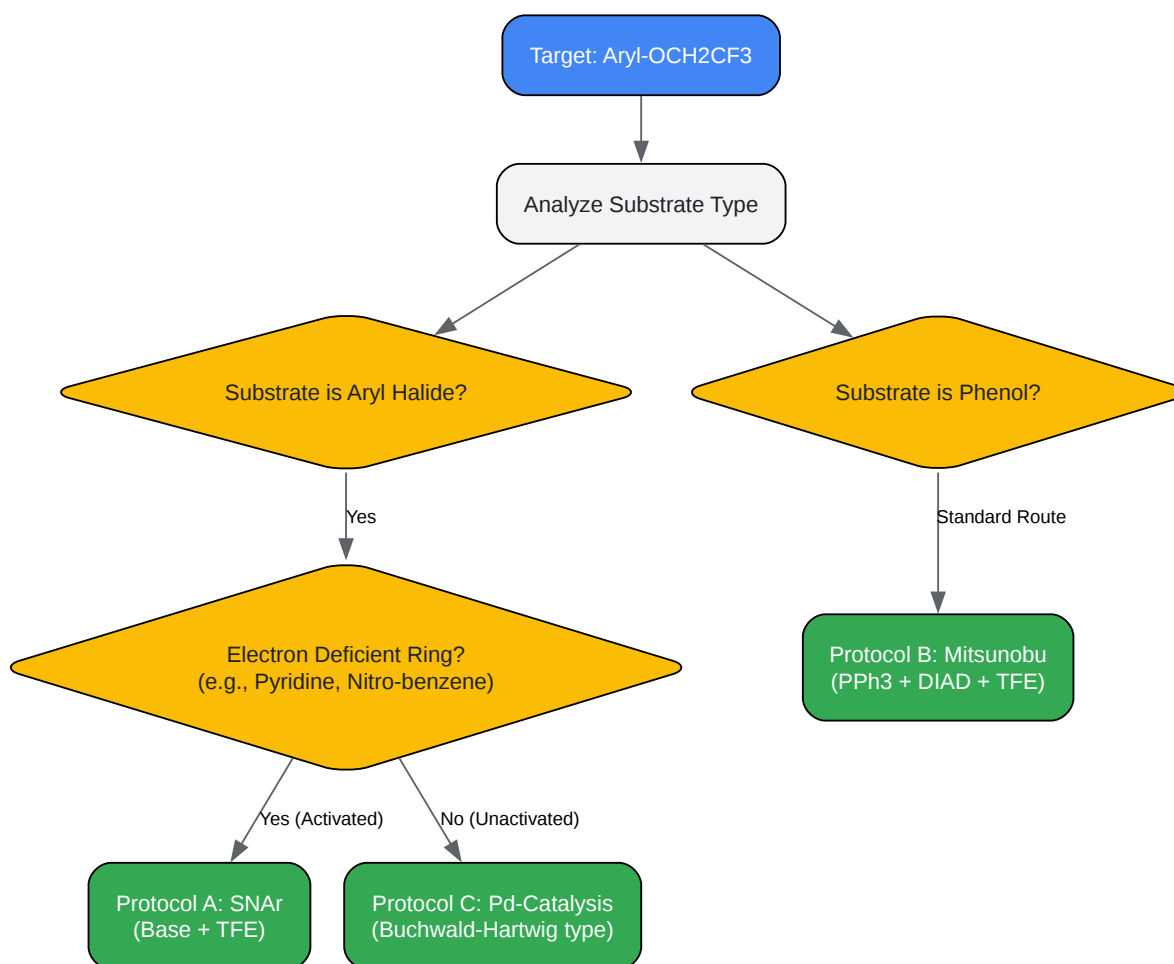 Target: Aryl-OCH2CF3
Analyze Substrate Type
Substrate is Aryl Halide?
Substrate is Phenol?
Yes
Standard Route
Electron Deficient Ring?
(e.g., Pyridine, Nitro-benzene)
Protocol B: Mitsunobu
(PPh3 + DIAD + TFE)
Yes (Activated)
No (Unactivated)
Protocol A: SNAr
(Base + TFE)
Protocol C: Pd-Catalysis
(Buchwald-Hartwig type)